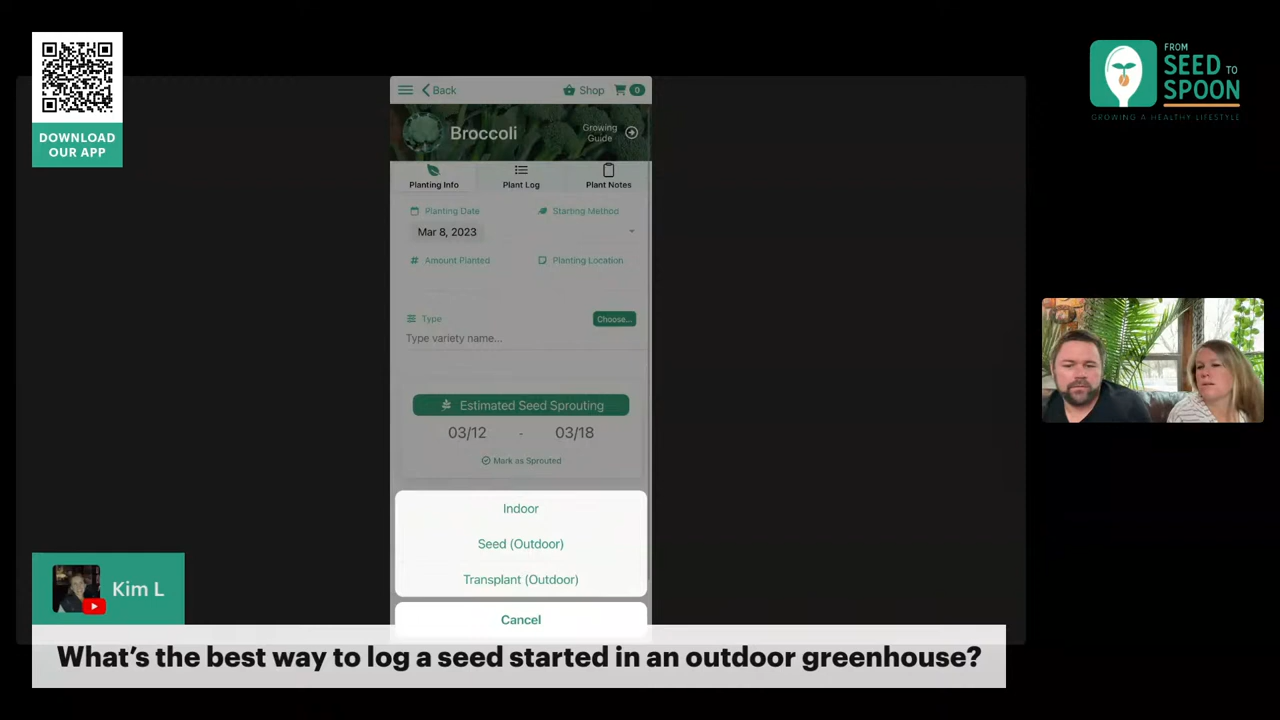 DOWNLOAD
OUR APP
FROM
SEED TO
SPOON
GROWING A HEALTHY LIFESTYLE
Back
Shop
0
Broccoli
Growing
Guide
Planting Info
Plant Log
Plant Notes
Planting Date
Starting Method
Mar 8, 2023
# Amount Planted
Planting Location
Type
Choose...
Type variety name...
Estimated Seed Sprouting
03/12 - 03/18
Mark as Sprouted
Indoor
Seed (Outdoor)
Transplant (Outdoor)
Cancel
Kim L
What's the best way to log a seed started in an outdoor greenhouse?